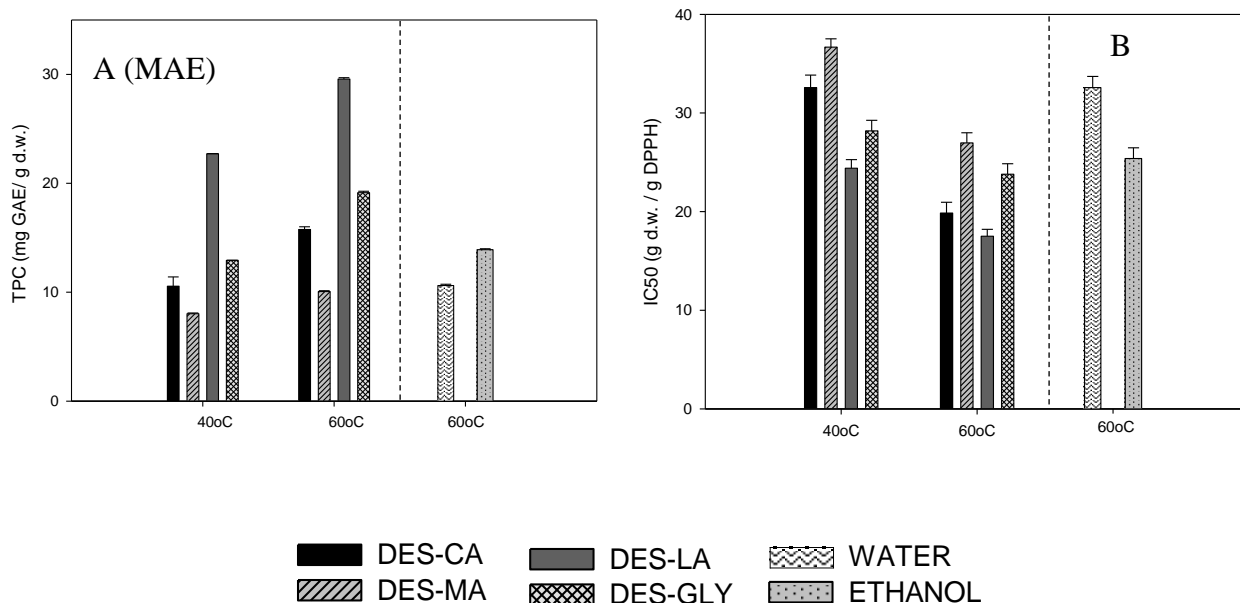 A (MAE)
TPC (mg GAE/ g d.w.)
30
20
10
0
40oC 60oC 60oC
B
IC50 (g d.w. / g DPPH)
40
30
20
10
0
40oC 60oC 60oC
DES-CA DES-LA WATER
DES-MA DES-GLY ETHANOL